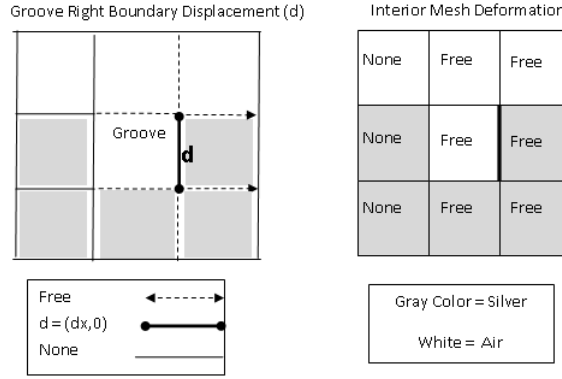 Groove Right Boundary Displacement (d)
Groove
d
Free
d = (dx,0)
None
Interior Mesh Deformation
None Free Free
None Free Free
None Free Free
Gray Color = Silver
White = Air